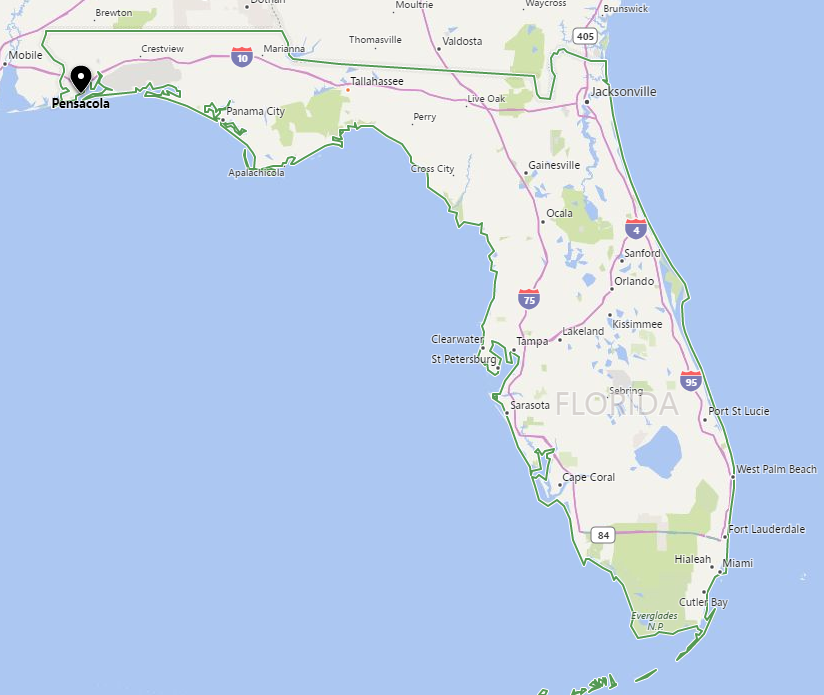 Dothan
Moultrie
Waycross
Brunswick
Brewton
405
Thomasville
Valdosta
Crestview
Marianna
Mobile
10
Tallahassee
Pensacola
Jacksonville
Live Oak
Panama City
Perry
Gainesville
Cross City
Apalachicola
Ocala
4
Sanford
Orlando
75
Kissimmee
Lakeland
Clearwater
Tampa
St Petersburg
95
Sebring
FLORIDA
Sarasota
Port St Lucie
West Palm Beach
Cape Coral
Fort Lauderdale
84
Hialeah
Miami
Cutler Bay
Everglades
N.P.